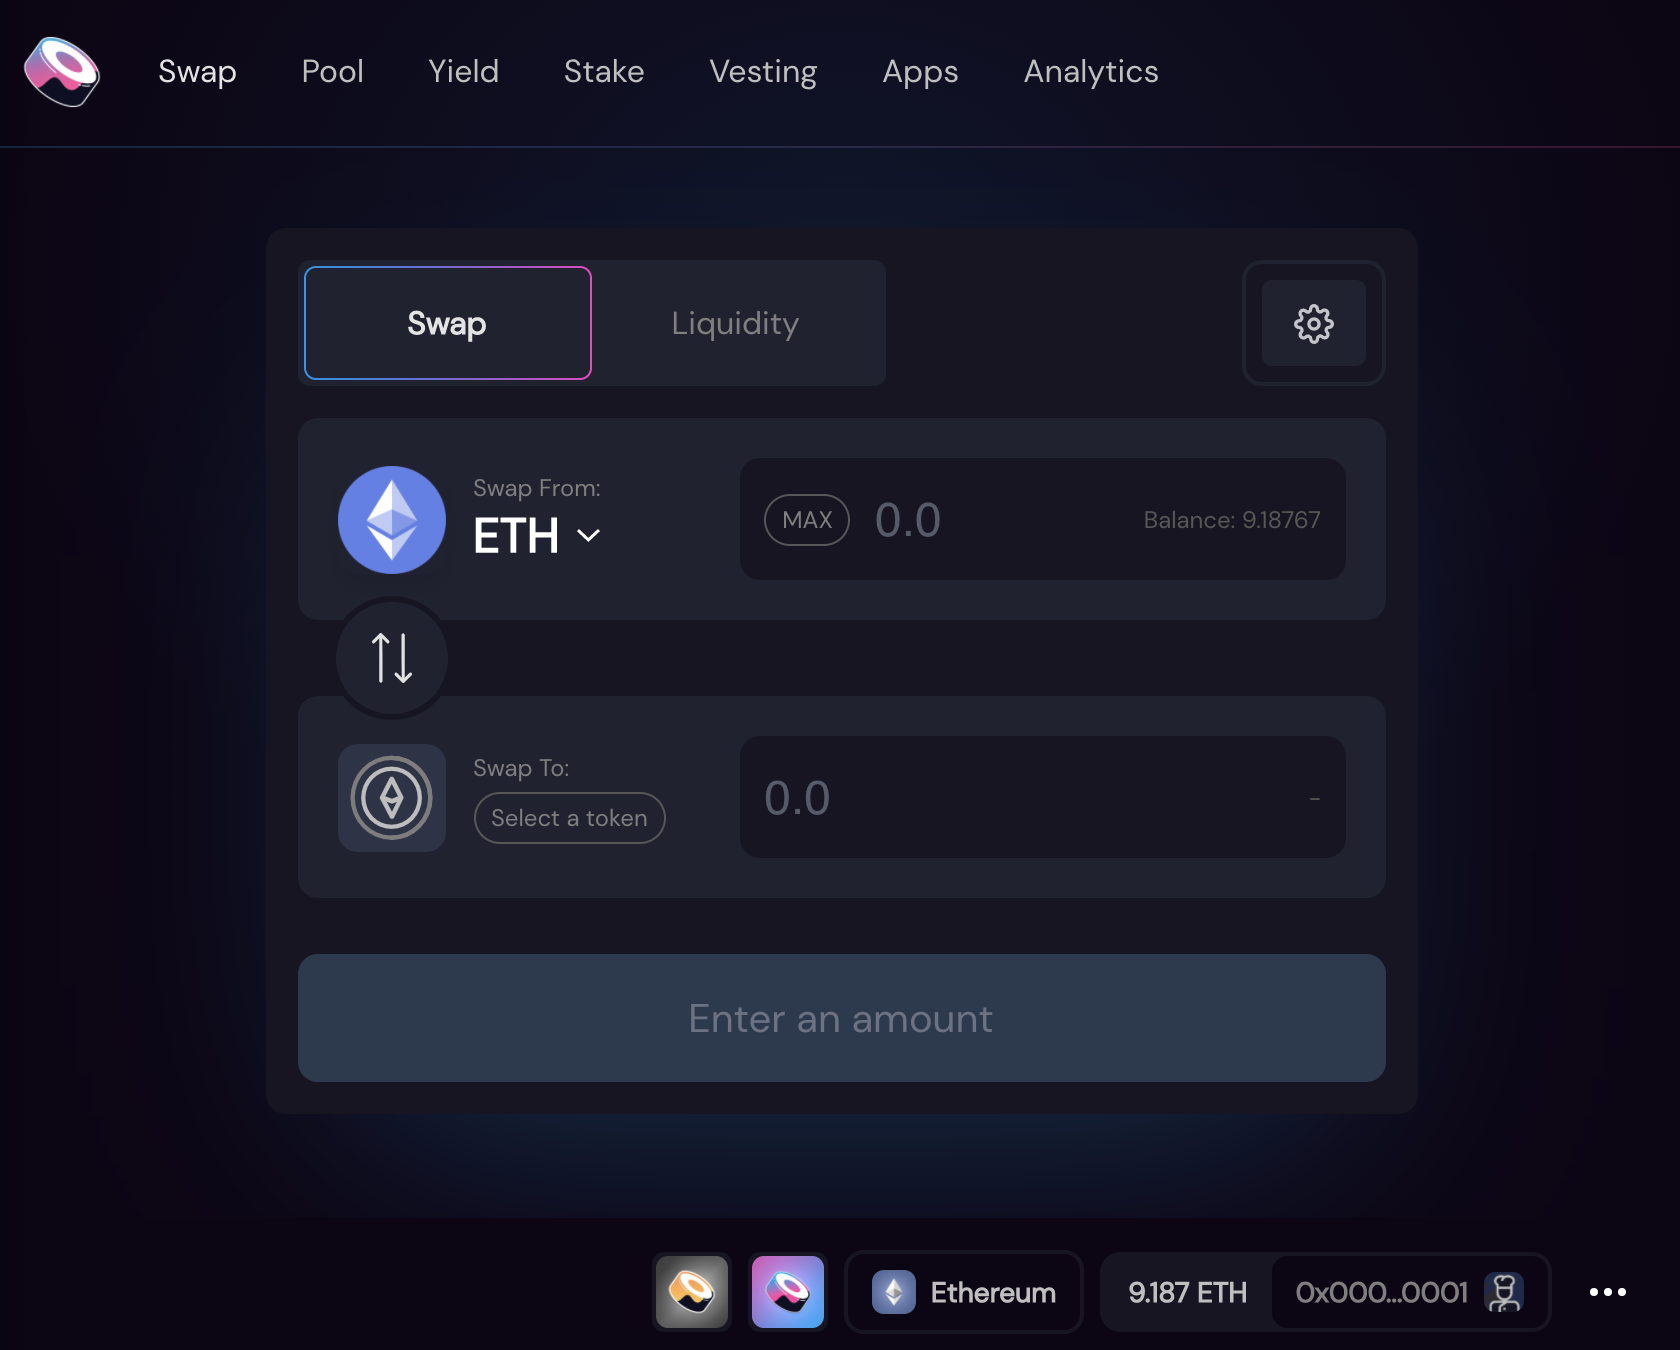 Swap
Pool
Yield
Stake
Vesting
Apps
Analytics
Swap
Liquidity
Swap From:
ETH
MAX
0.0
Balance: 9.18767
Swap To:
Select a token
0.0
-
Enter an amount
Ethereum
9.187 ETH
0x000...0001